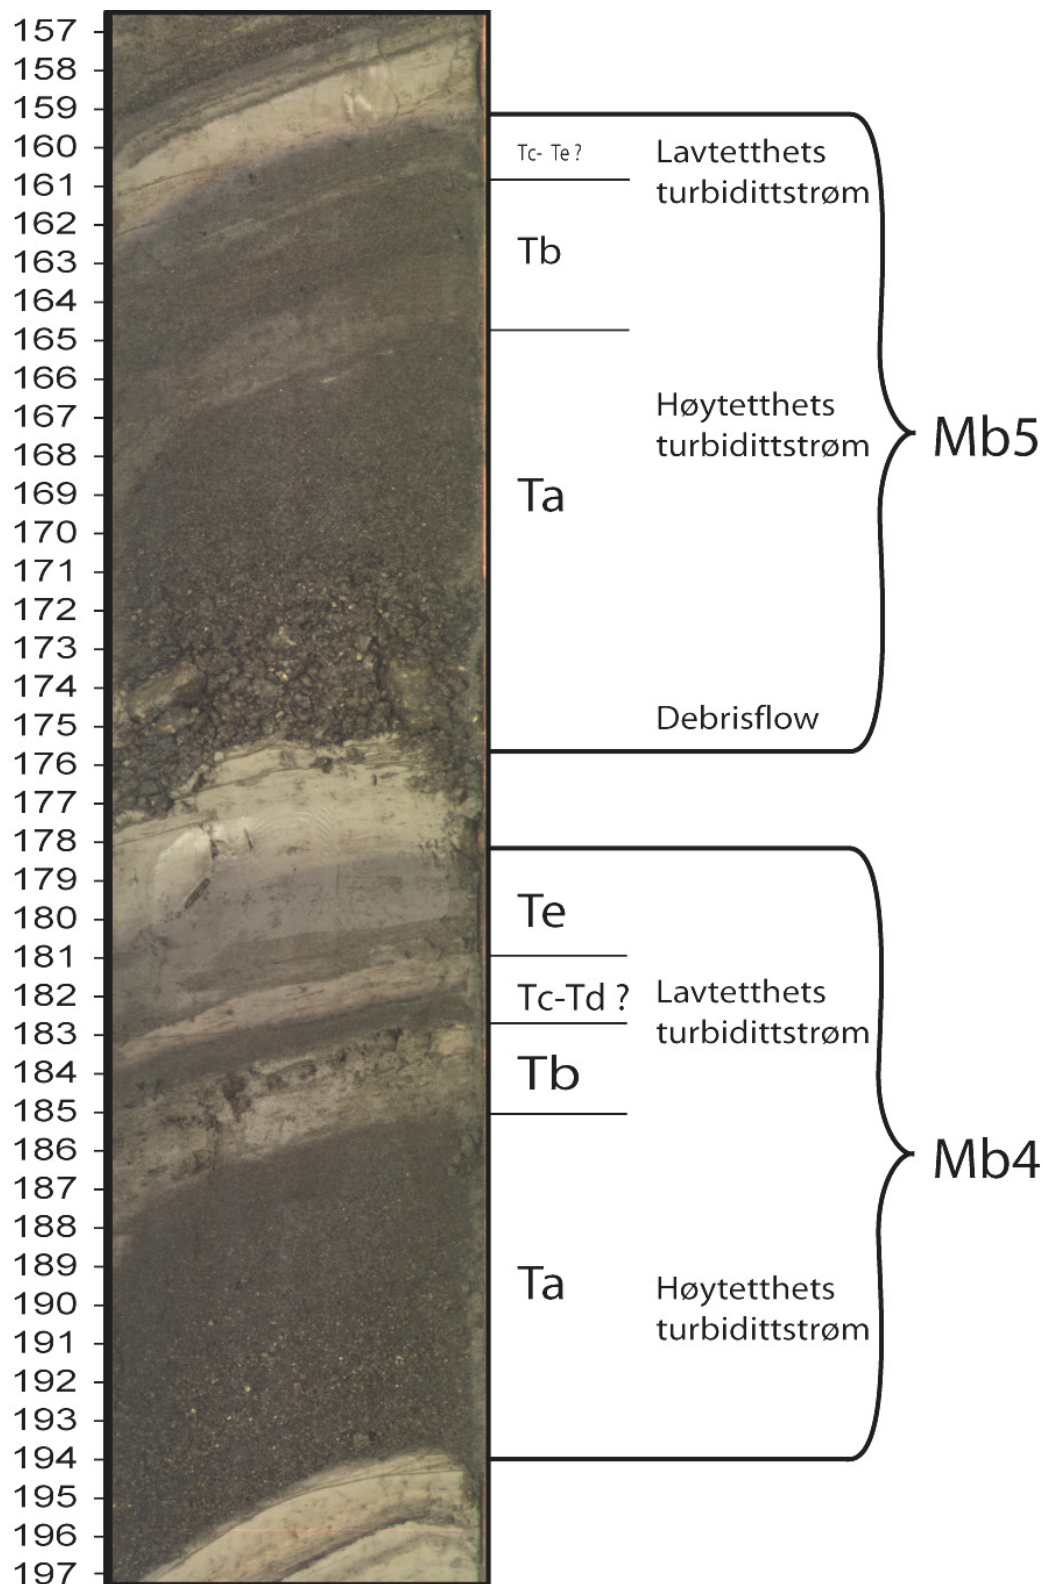 157
158
159
160
161
162
163
164
165
166
167
168
169
170
171
172
173
174
175
176
177
178
179
180
181
182
183
184
185
186
187
188
189
190
191
192
193
194
195
196
197
Tc- Te ?
Lavtetthets
turbidittstrøm
Tb
Høytetthets
turbidittstrøm
Ta
Debrisflow
Mb5
Te
Tc-Td ?
Lavtetthets
turbidittstrøm
Tb
Ta
Høytetthets
turbidittstrøm
Mb4